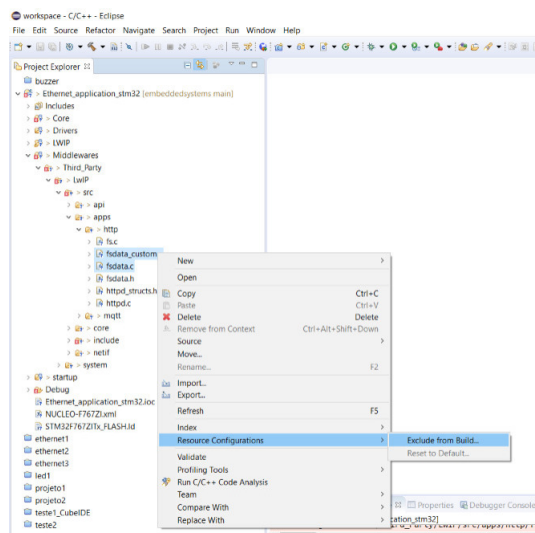 workspace - C/C++ - Eclipse
File Edit Source Refactor Navigate Search Project Run Window Help
Project Explorer
buzzer
> Ethernet_application_stm32 [embeddedsystems main]
Includes
> Core
> Drivers
> LWIP
> Middlewares
> Third_Party
> LwIP
> src
> api
> apps
> http
fs.c
fsdata_custom
fsdata.c
fsdata.h
httpd_structs.h
httpd.c
> mqtt
> core
> include
> netif
> system
> startup
> Debug
Ethernet_application_stm32.ioc
NUCLEO-F767ZI.xml
STM32F767ZITx_FLASH.ld
ethernet1
ethernet2
ethernet3
led1
projeto1
projeto2
teste1_CubeIDE
teste2
New
Open
Copy Ctrl+C
Paste Ctrl+V
Delete Delete
Remove from Context Ctrl+Alt+Shift+Down
Source
Move...
Rename... F2
Import...
Export...
Refresh F5
Index
Resource Configurations
Validate
Profiling Tools
Run C/C++ Code Analysis
Team
Compare With
Replace With
Exclude from Build...
Reset to Default...
Properties Debugger Console
cation_stm32]